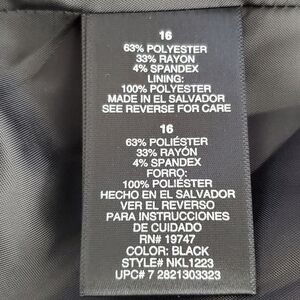 16
63% POLYESTER
33% RAYON
4% SPANDEX
LINING:
100% POLYESTER
MADE IN EL SALVADOR
SEE REVERSE FOR CARE
16
63% POLIÉSTER
33% RAYÓN
4% SPANDEX
FORRO:
100% POLIÉSTER
HECHO EN EL SALVADOR
VER EL REVERSO
PARA INSTRUCCIONES
DE CUIDADO
RN# 19747
COLOR: BLACK
STYLE# NKL1223
UPC# 7 2821303323